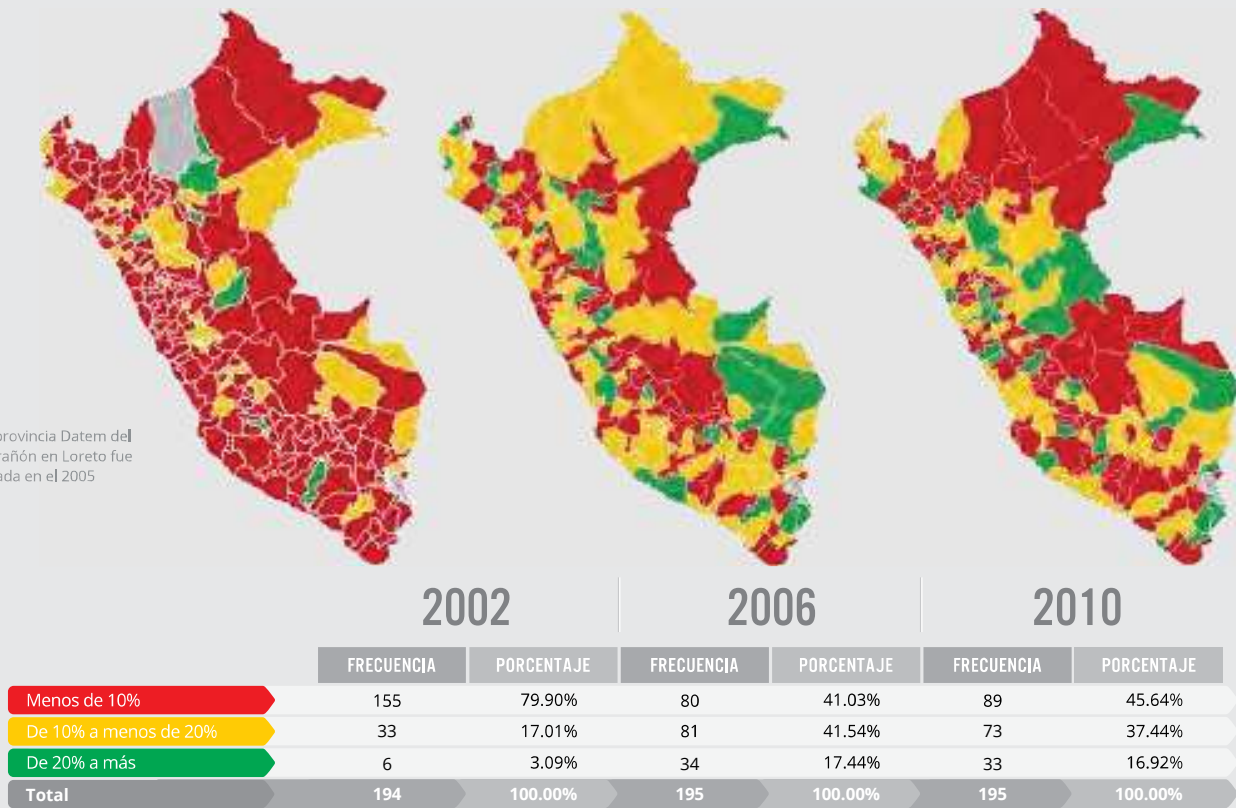 provincia Datem del
en Loreto fue
en el 2005
2002 2006 2010
FRECUENCIA PORCENTAJE FRECUENCIA PORCENTAJE FRECUENCIA PORCENTAJE
Menos de 10% 155 79.90% 80 41.03% 89 45.64%
De 10% a menos de 20% 33 17.01% 81 41.54% 73 37.44%
De 20% a más 6 3.09% 34 17.44% 33 16.92%
Total 194 100.00% 195 100.00% 195 100.00%